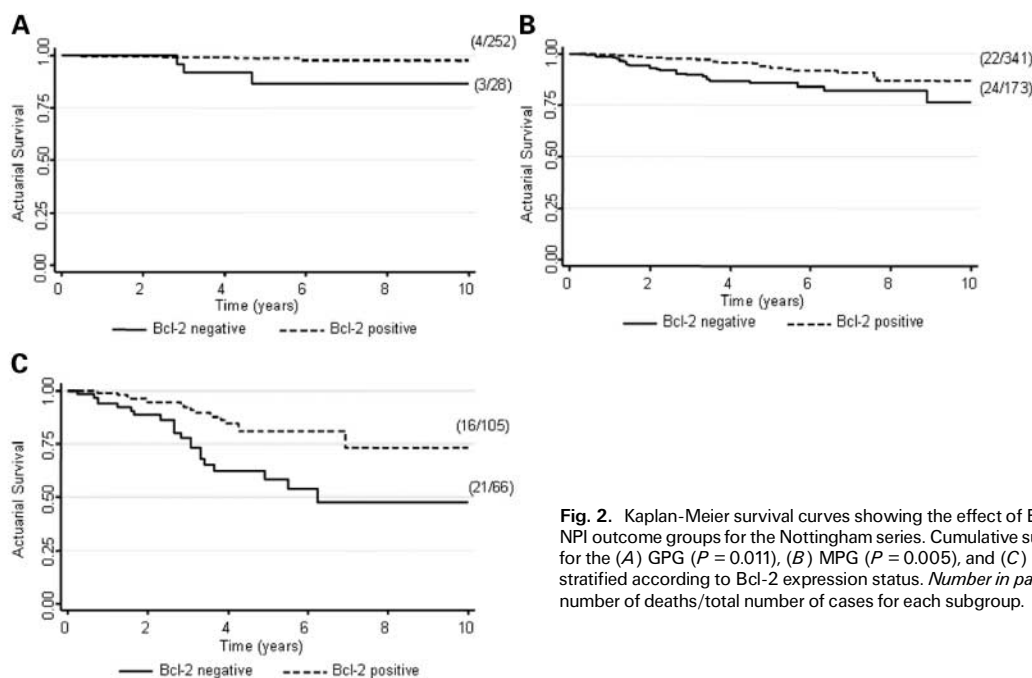 A
Actuarial Survival
1.00
0.75
0.50
0.25
0.00
(4/252)
(3/28)
0 2 4 6 8 10
Time (years)
Bcl-2 negative Bcl-2 positive
B
Actuarial Survival
1.00
0.75
0.50
0.25
0.00
(22/341)
(24/173)
0 2 4 6 8 10
Time (years)
Bcl-2 negative Bcl-2 positive
C
Actuarial Survival
1.00
0.75
0.50
0.25
0.00
(16/105)
(21/66)
0 2 4 6 8 10
Time (years)
Bcl-2 negative Bcl-2 positive
Fig. 2. Kaplan-Meier survival curves showing the effect of
NPI outcome groups for the Nottingham series. Cumulative
for the (A) GPG (P = 0.011), (B) MPG (P = 0.005), and (C)
stratified according to Bcl-2 expression status. Number in
number of deaths/total number of cases for each subgroup.